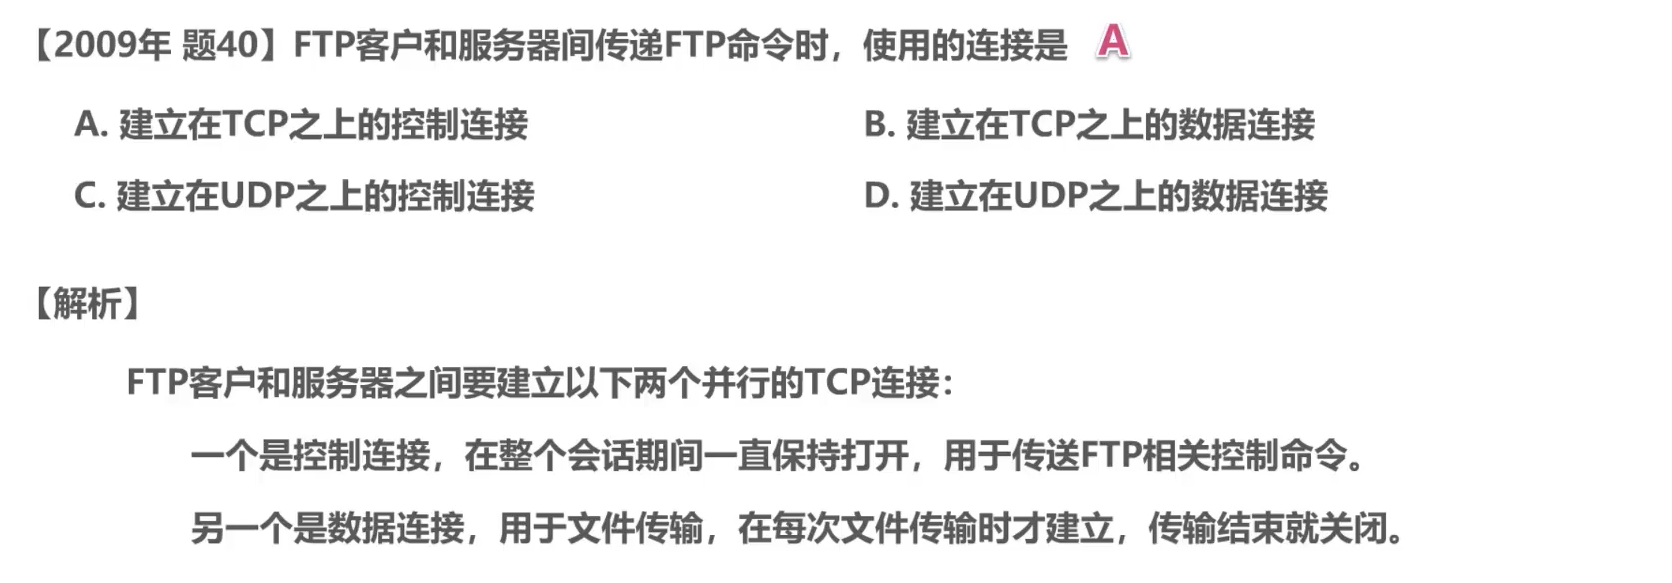 【2009年 题40】FTP客户和服务器间传递FTP命令时，使用的连接是 A
A. 建立在TCP之上的控制连接 B. 建立在TCP之上的数据连接
C. 建立在UDP之上的控制连接 D. 建立在UDP之上的数据连接
【解析】
FTP客户和服务器之间要建立以下两个并行的TCP连接：
一个是控制连接，在整个会话期间一直保持打开，用于传送FTP相关控制命令。
另一个是数据连接，用于文件传输，在每次文件传输时才建立，传输结束就关闭。